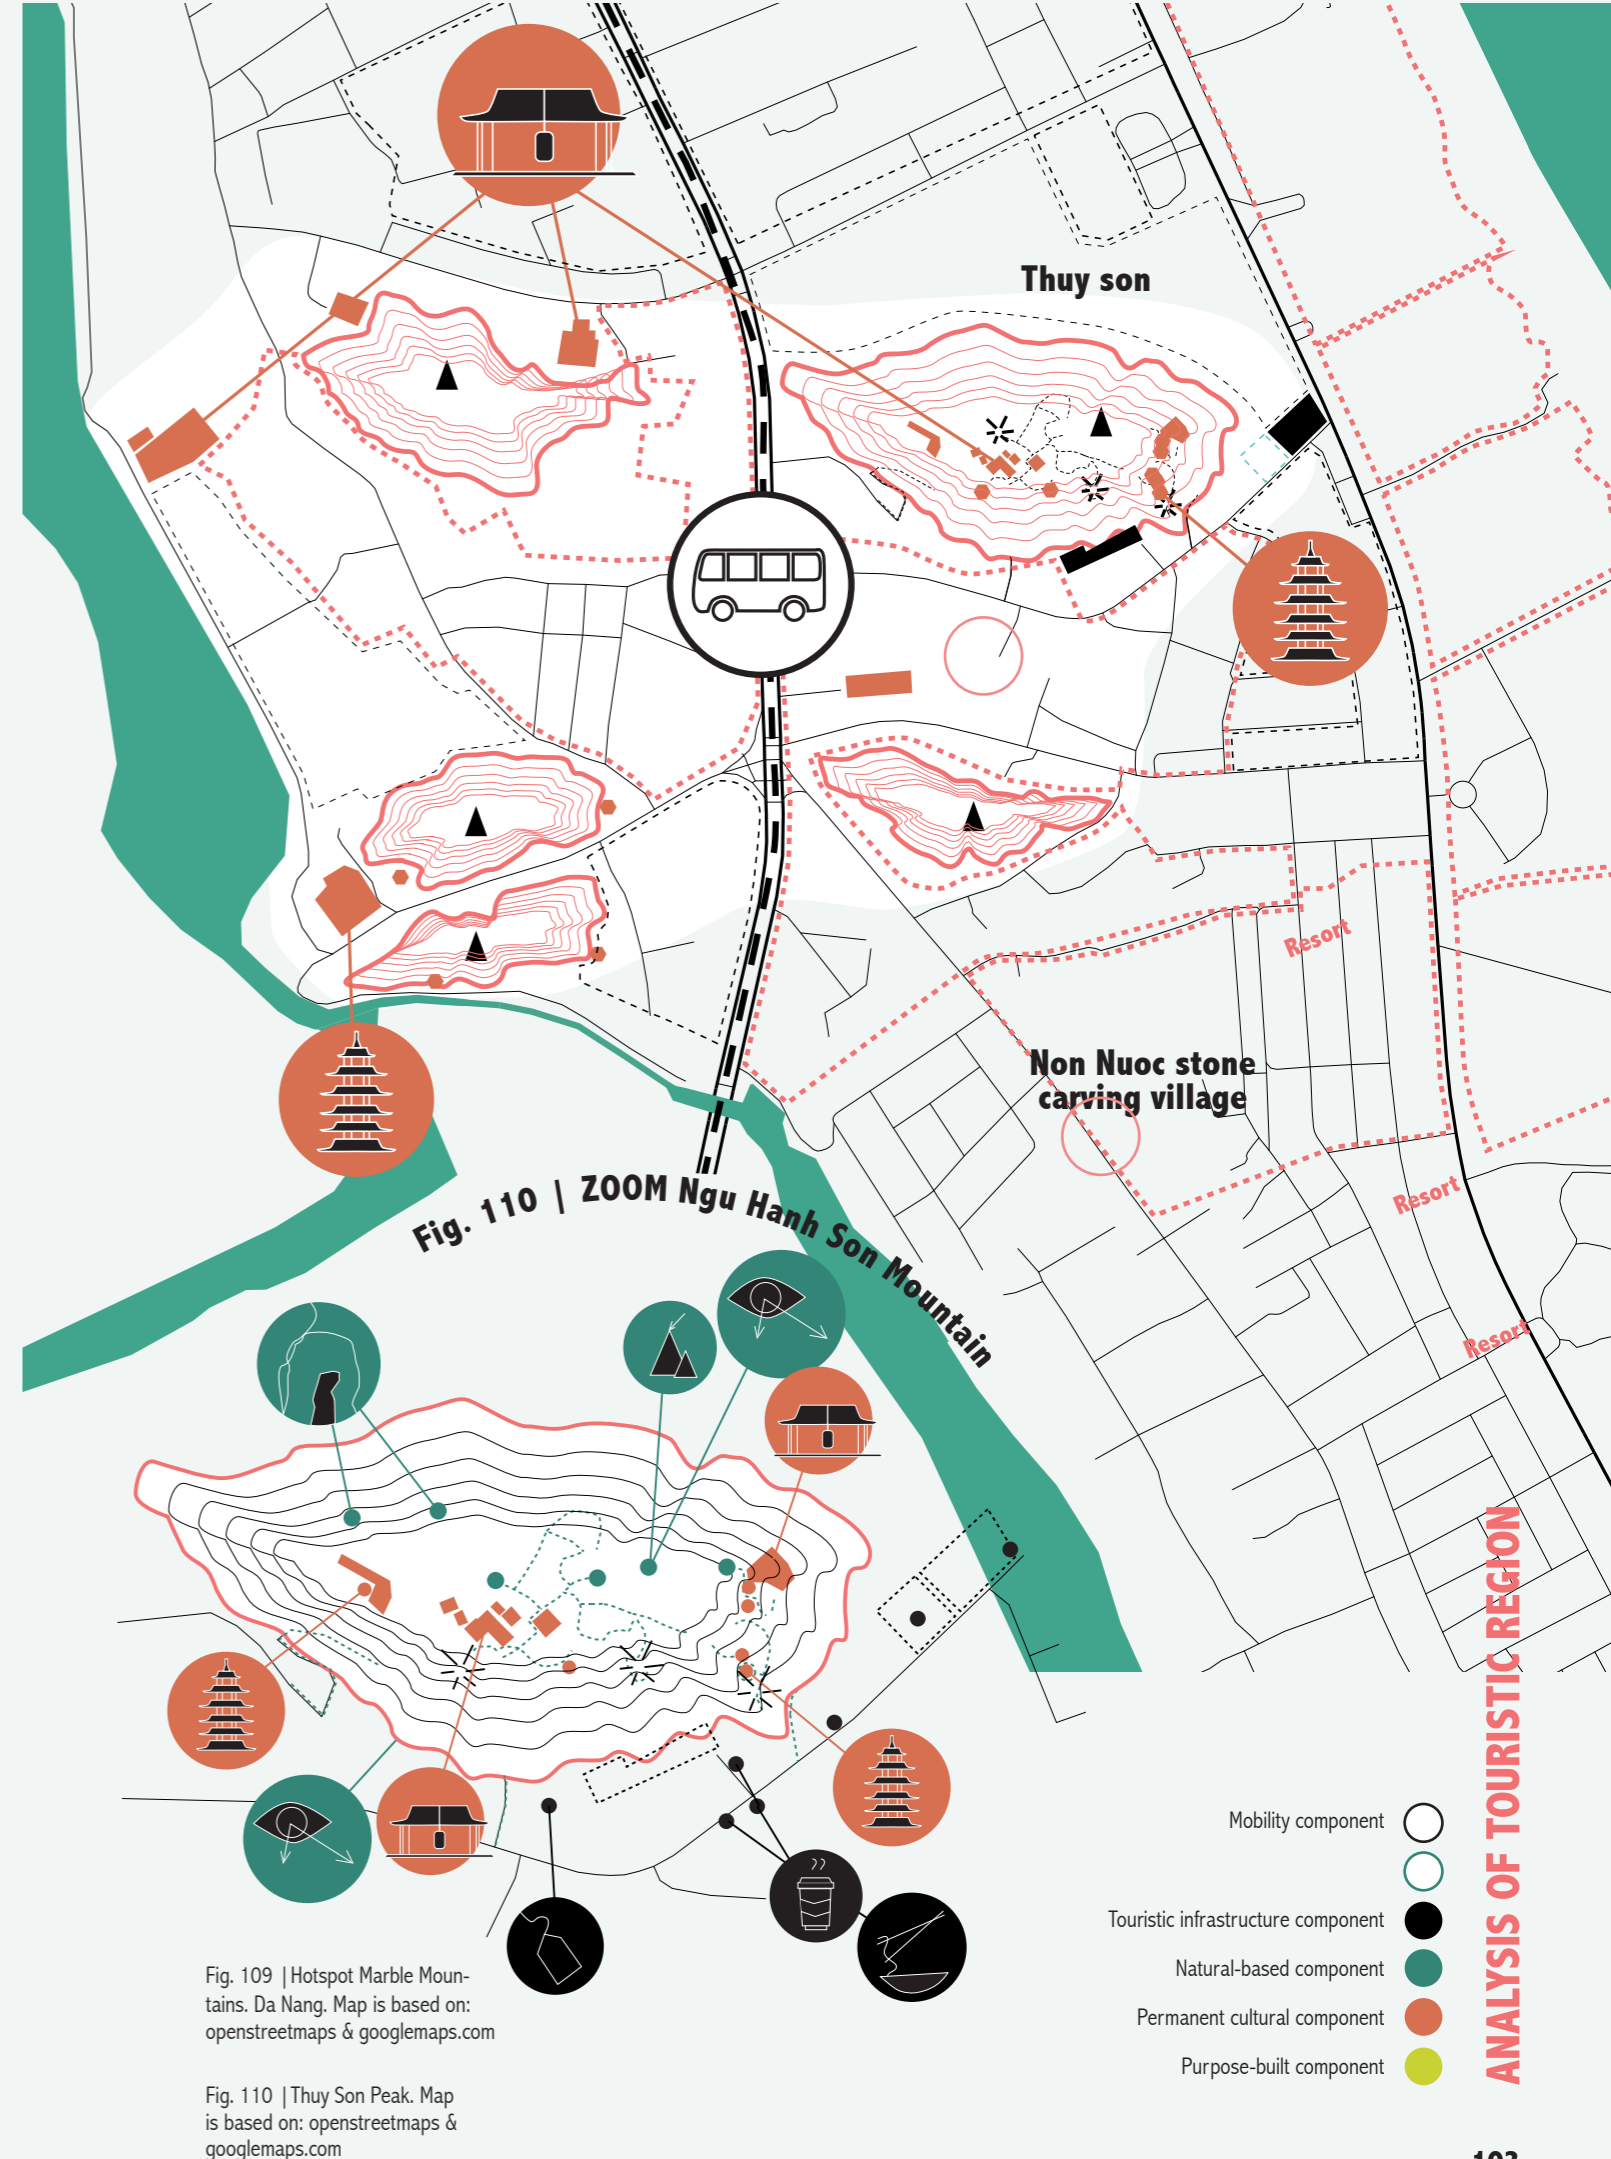 Thuy son
Resort
Non Nuoc stone
carving village
Resort
Fig. 110 | ZOOM Ngu Hanh Son Mountain
Resort
Mobility component
Touristic infrastructure component
Natural-based component
Permanent cultural component
Purpose-built component
ANALYSIS OF TOURISTIC REGION
Fig. 109 | Hotspot Marble Moun-
tains. Da Nang. Map is based on:
openstreetmaps & googlemaps.com
Fig. 110 | Thuy Son Peak. Map
is based on: openstreetmaps &
googlemaps.com